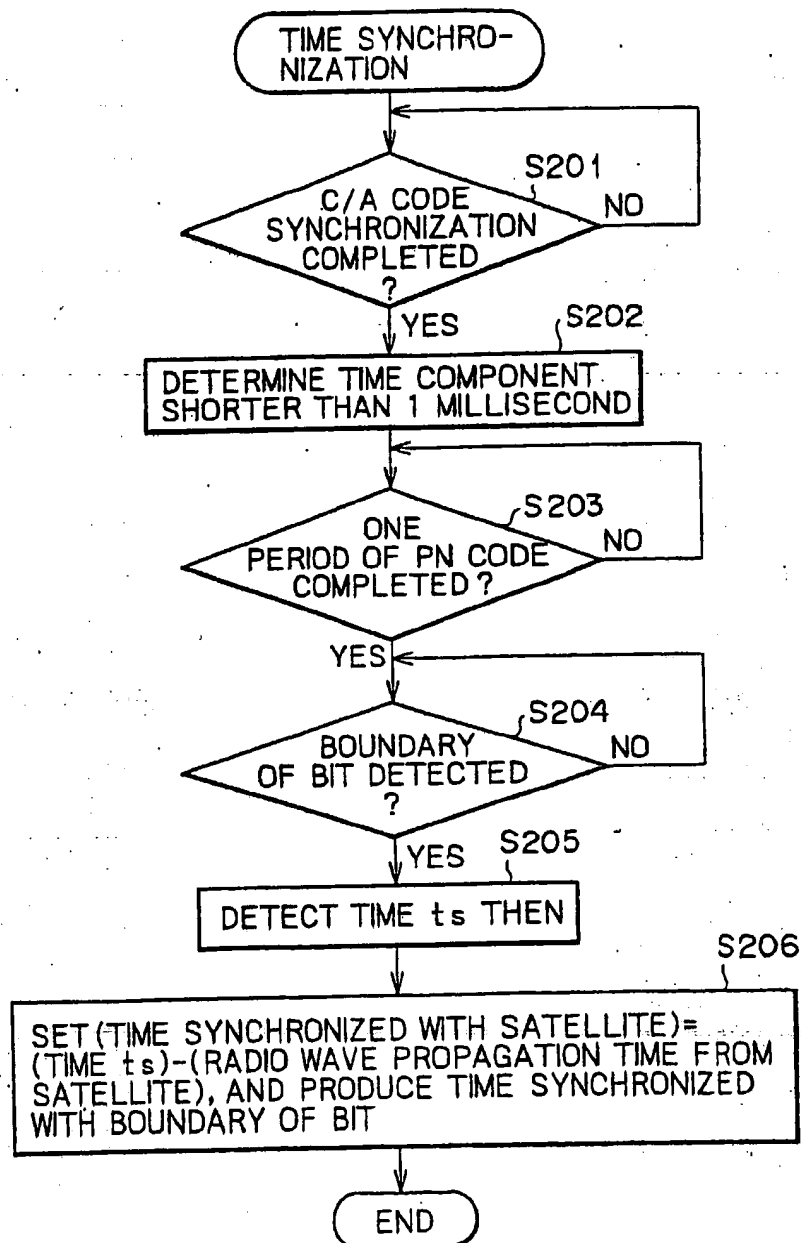 TIME SYNCHRO-
NIZATION
S201
C/A CODE
SYNCHRONIZATION
COMPLETED
?
NO
YES
S202
DETERMINE TIME COMPONENT
SHORTER THAN 1 MILLISECOND
S203
ONE
PERIOD OF PN CODE
COMPLETED?
NO
YES
S204
BOUNDARY
OF BIT DETECTED
?
NO
YES
S205
DETECT TIME ts THEN
S206
SET (TIME SYNCHRONIZED WITH SATELLITE)=
(TIME ts)-(RADIO WAVE PROPAGATION TIME FROM
SATELLITE), AND PRODUCE TIME SYNCHRONIZED
WITH BOUNDARY OF BIT
END